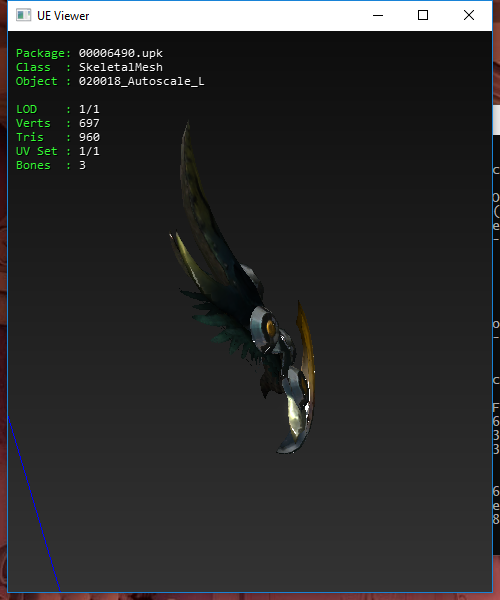 UE Viewer
Package: 00006490.upk
Class : SkeletalMesh
Object : 020018_Autoscale_L
LOD : 1/1
Verts : 697
Tris : 960
UV Set : 1/1
Bones : 3